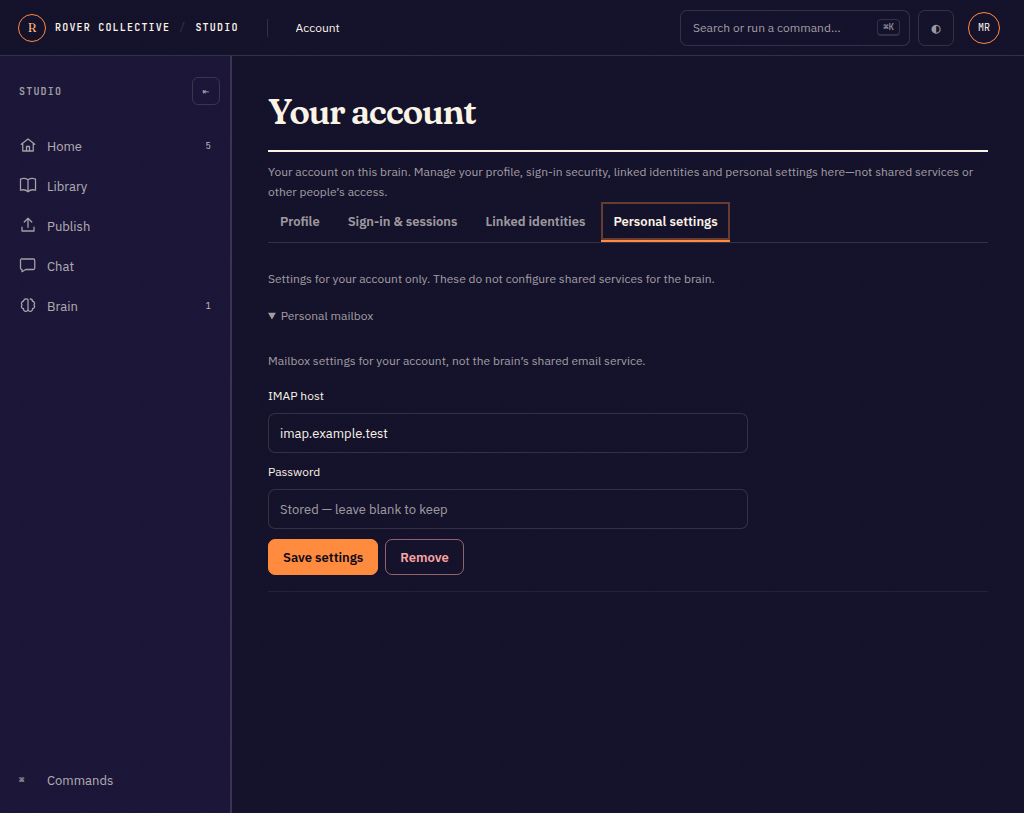 R ROVER COLLECTIVE / STUDIO
Account
Search or run a command... ⌘K
MR
STUDIO
Home 5
Library
Publish
Chat
Brain 1
⌘ Commands
Your account
Your account on this brain. Manage your profile, sign-in security, linked identities and personal settings here—not shared services or
other people's access.
Profile Sign-in & sessions Linked identities Personal settings
Settings for your account only. These do not configure shared services for the brain.
Personal mailbox
Mailbox settings for your account, not the brain's shared email service.
IMAP host
imap.example.test
Password
Stored — leave blank to keep
Save settings Remove